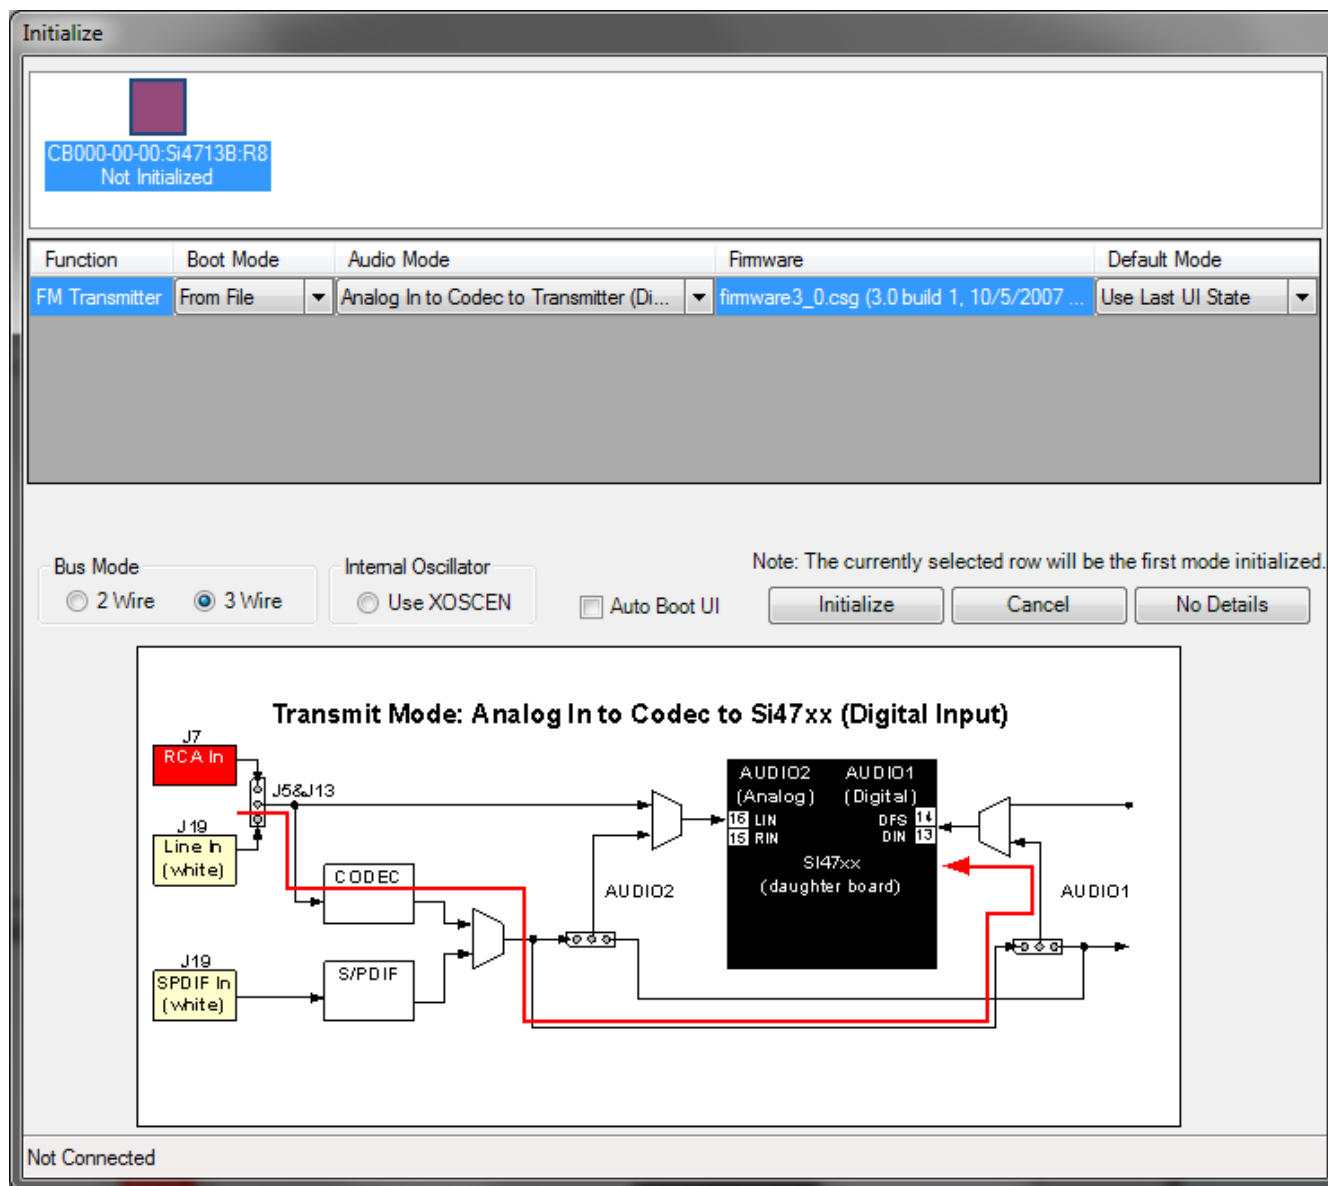 Initialize
CB000-00-00:Si4713B:R8
Not Initialized
Function Boot Mode Audio Mode Firmware Default Mode
FM Transmitter From File Analog In to Codec to Transmitter (Di... firmware3_0.csg (3.0 build 1, 10/5/2007 ... Use Last UI State
Note: The currently selected row will be the first mode initialized.
Bus Mode Internal Oscillator
2 Wire 3 Wire Use XOSCEN Auto Boot UI Initialize Cancel No Details
Transmit Mode: Analog In to Codec to Si47xx (Digital Input)
J7
RCA In
J5&J13
J19
Line In
(white)
CODEC
J19
SPDIF In
(white)
S/PDIF
AUDIO2
AUDIO2 AUDIO1
(Analog) (Digital)
16 LIN DFS 14
15 RIN DIN 13
SI47xx
(daughter board)
AUDIO1
Not Connected